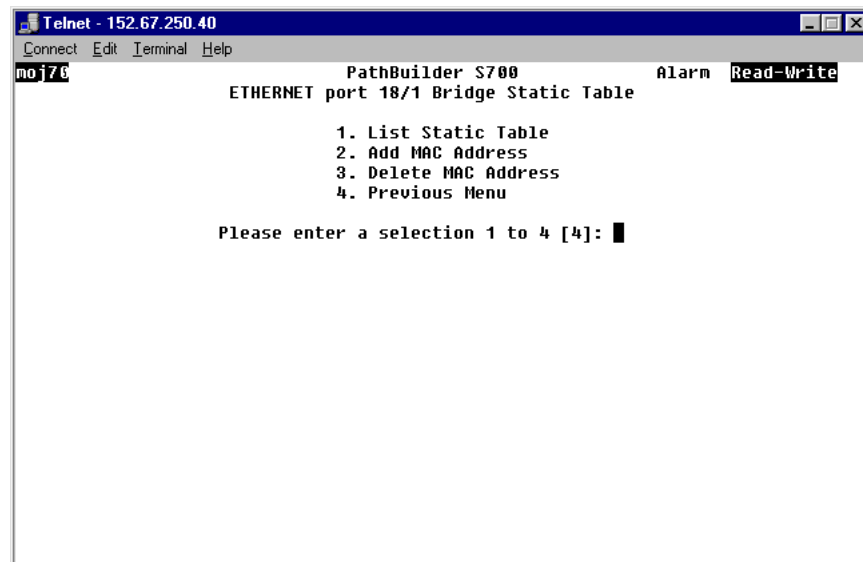 Telnet - 152.67.250.40
Connect Edit Terminal Help
moj70 PathBuilder S700 Alarm Read-Write
ETHERNET port 18/1 Bridge Static Table
1. List Static Table
2. Add MAC Address
3. Delete MAC Address
4. Previous Menu
Please enter a selection 1 to 4 [4]: